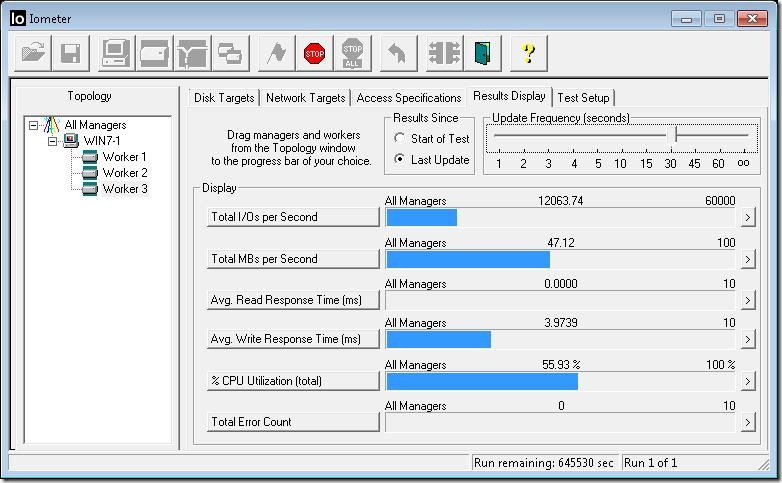 Io Iometer
STOP STOP ALL ?
Topology
All Managers
WIN7-1
Worker 1
Worker 2
Worker 3
Disk Targets Network Targets Access Specifications Results Display Test Setup
Drag managers and workers
from the Topology window
to the progress bar of your choice.
Results Since
Start of Test
Last Update
Update Frequency (seconds)
1 2 3 4 5 10 15 30 45 60 oo
Display
All Managers 12063.74 60000
Total I/Os per Second >
All Managers 47.12 100
Total MBs per Second >
All Managers 0.0000 10
Avg. Read Response Time (ms) >
All Managers 3.9739 10
Avg. Write Response Time (ms) >
All Managers 55.93 % 100 %
% CPU Utilization (total) >
All Managers 0 10
Total Error Count >
Run remaining: 645530 sec Run 1 of 1